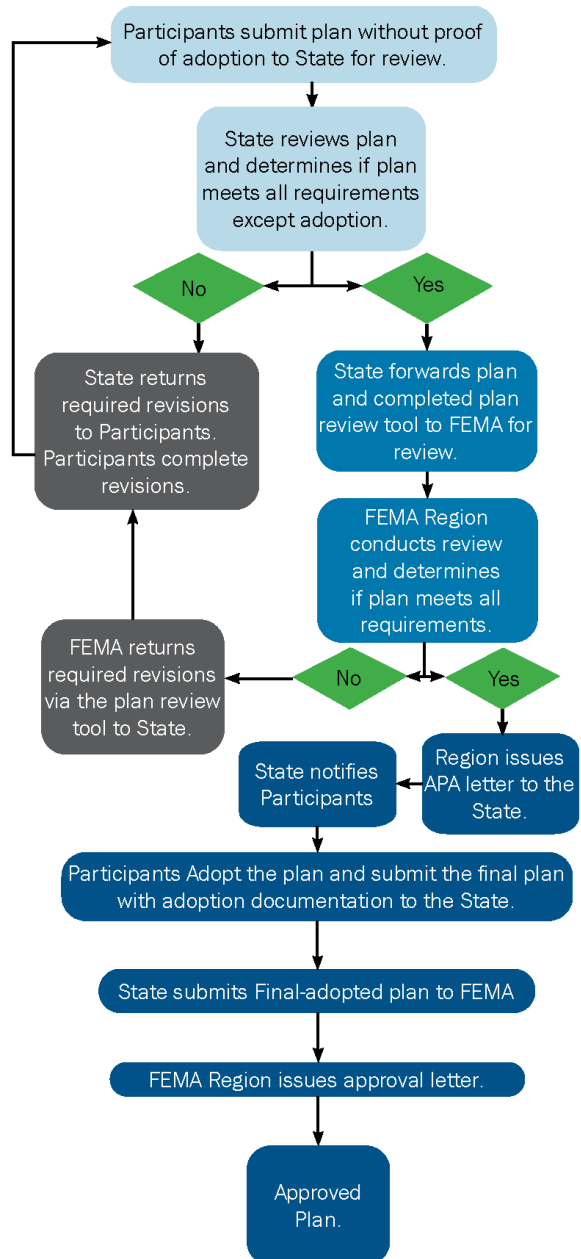 Participants submit plan without proof
of adoption to State for review.
State reviews plan
and determines if plan
meets all requirements
except adoption.
No
Yes
State returns
required revisions
to Participants.
Participants complete
revisions.
State forwards plan
and completed plan
review tool to FEMA for
review.
FEMA Region
conducts review
and determines
if plan meets all
requirements.
FEMA returns
required revisions
via the plan review
tool to State.
No
Yes
Region issues
APA letter to the
State.
State notifies
Participants
Participants Adopt the plan and submit the final plan
with adoption documentation to the State.
State submits Final-adopted plan to FEMA
FEMA Region issues approval letter.
Approved
Plan.